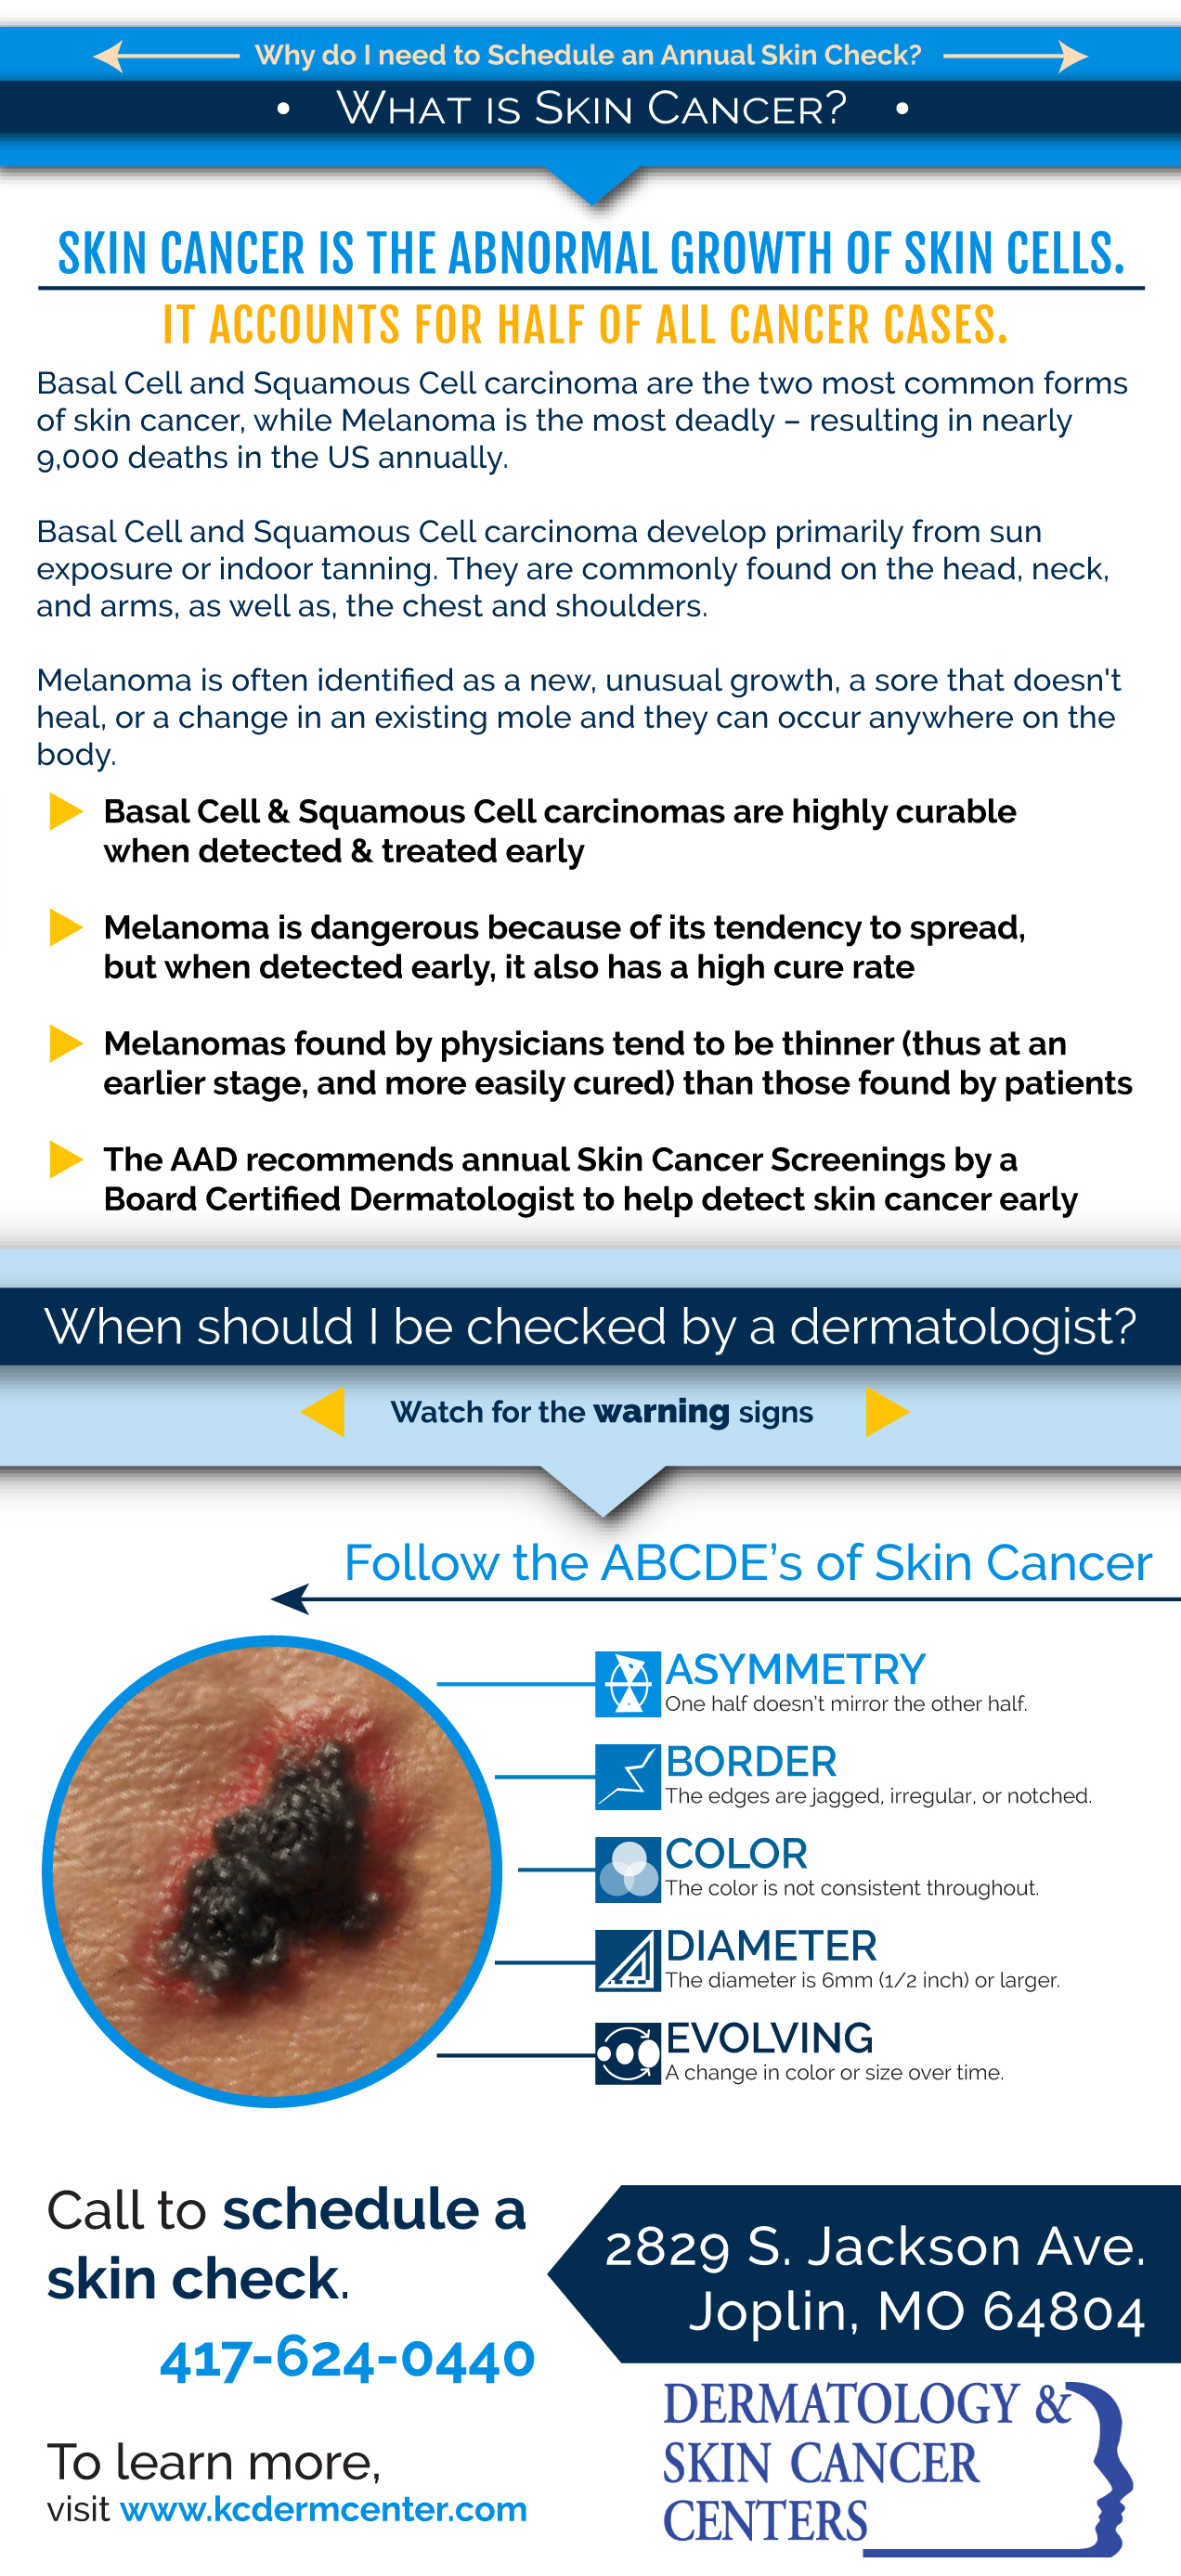 Why do I need to Schedule an Annual Skin Check?
• WHAT IS SKIN CANCER? •
SKIN CANCER IS THE ABNORMAL GROWTH OF SKIN CELLS.
IT ACCOUNTS FOR HALF OF ALL CANCER CASES.
Basal Cell and Squamous Cell carcinoma are the two most common forms
of skin cancer, while Melanoma is the most deadly – resulting in nearly
9,000 deaths in the US annually.
Basal Cell and Squamous Cell carcinoma develop primarily from sun
exposure or indoor tanning. They are commonly found on the head, neck,
and arms, as well as, the chest and shoulders.
Melanoma is often identified as a new, unusual growth, a sore that doesn't
heal, or a change in an existing mole and they can occur anywhere on the
body.
Basal Cell & Squamous Cell carcinomas are highly curable
when detected & treated early
Melanoma is dangerous because of its tendency to spread,
but when detected early, it also has a high cure rate
Melanomas found by physicians tend to be thinner (thus at an
earlier stage, and more easily cured) than those found by patients
The AAD recommends annual Skin Cancer Screenings by a
Board Certified Dermatologist to help detect skin cancer early
When should I be checked by a dermatologist?
Watch for the warning signs
Follow the ABCDE's of Skin Cancer
ASYMMETRY
One half doesn't mirror the other half.
BORDER
The edges are jagged, irregular, or notched.
COLOR
The color is not consistent throughout.
DIAMETER
The diameter is 6mm (1/2 inch) or larger.
EVOLVING
A change in color or size over time.
Call to schedule a
skin check.
417-624-0440
To learn more,
visit www.kcdermcenter.com
2829 S. Jackson Ave.
Joplin, MO 64804
DERMATOLOGY &
SKIN CANCER
CENTERS